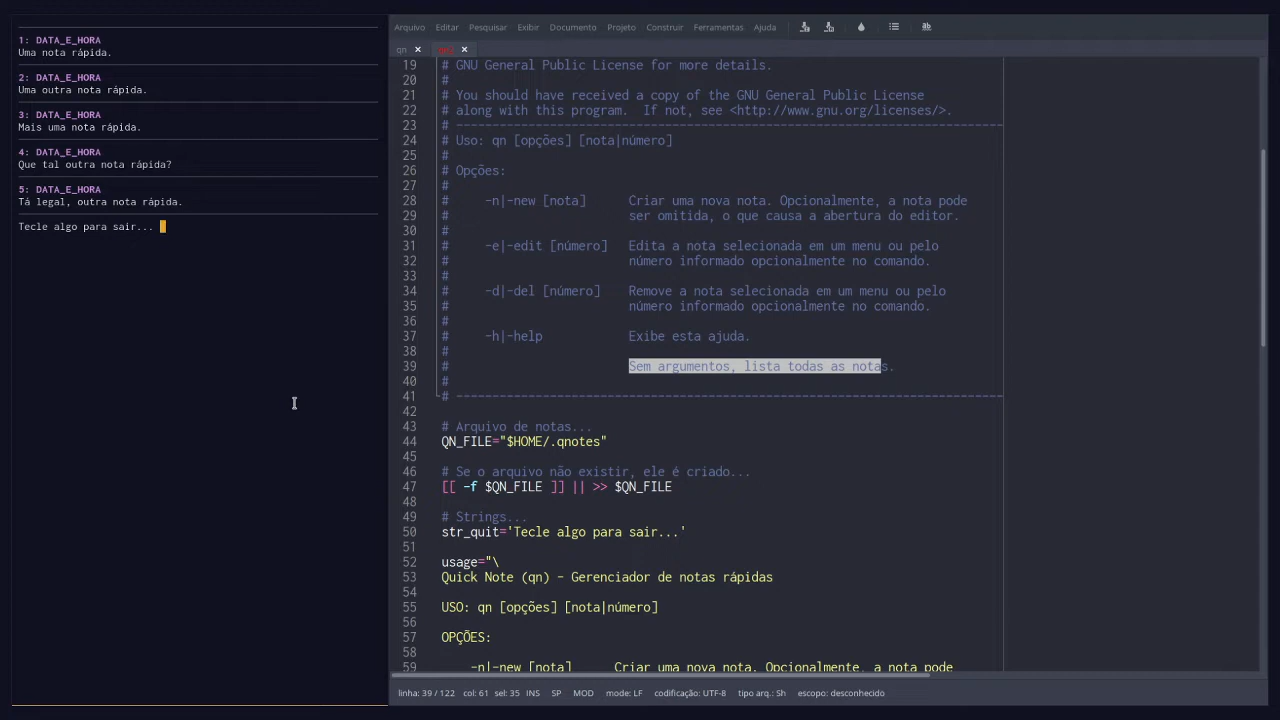 1: DATA_E_HORA
Uma nota rápida.
2: DATA_E_HORA
Uma outra nota rápida.
3: DATA_E_HORA
Mais uma nota rápida.
4: DATA_E_HORA
Que tal outra nota rápida?
5: DATA_E_HORA
Tá legal, outra nota rápida.
Tecle algo para sair...
Arquivo Editar Pesquisar Exibir Documento Projeto Construir Ferramentas Ajuda
qn
19 # GNU General Public License for more details.
20 #
21 # You should have received a copy of the GNU General Public License
22 # along with this program.  If not, see <http://www.gnu.org/licenses/>.
23 # ----------------------------------------------------------------------------
24 # Uso: qn [opções] [nota|número]
25 #
26 # Opções:
27 #
28 #     -n|-new [nota]      Criar uma nova nota. Opcionalmente, a nota pode
29 #                         ser omitida, o que causa a abertura do editor.
30 #
31 #     -e|-edit [número]   Edita a nota selecionada em um menu ou pelo
32 #                         número informado opcionalmente no comando.
33 #
34 #     -d|-del [número]    Remove a nota selecionada em um menu ou pelo
35 #                         número informado opcionalmente no comando.
36 #
37 #     -h|-help            Exibe esta ajuda.
38 #
39 #                         Sem argumentos, lista todas as notas.
40 #
41 # ----------------------------------------------------------------------------
42
43 # Arquivo de notas...
44 QN_FILE="$HOME/.qnotes"
45
46 # Se o arquivo não existir, ele é criado...
47 [[ -f $QN_FILE ]] || >> $QN_FILE
48
49 # Strings...
50 str_quit='Tecle algo para sair...'
51
52 usage="\
53 Quick Note (qn) - Gerenciador de notas rápidas
54
55 USO: qn [opções] [nota|número]
56
57 OPÇÕES:
58
59     -n|-new [nota]      Criar uma nova nota. Opcionalmente, a nota pode
linha: 39 / 122 col: 61 sel: 35 INS SP MOD mode: LF codificação: UTF-8 tipo arq.: Sh escopo: desconhecido